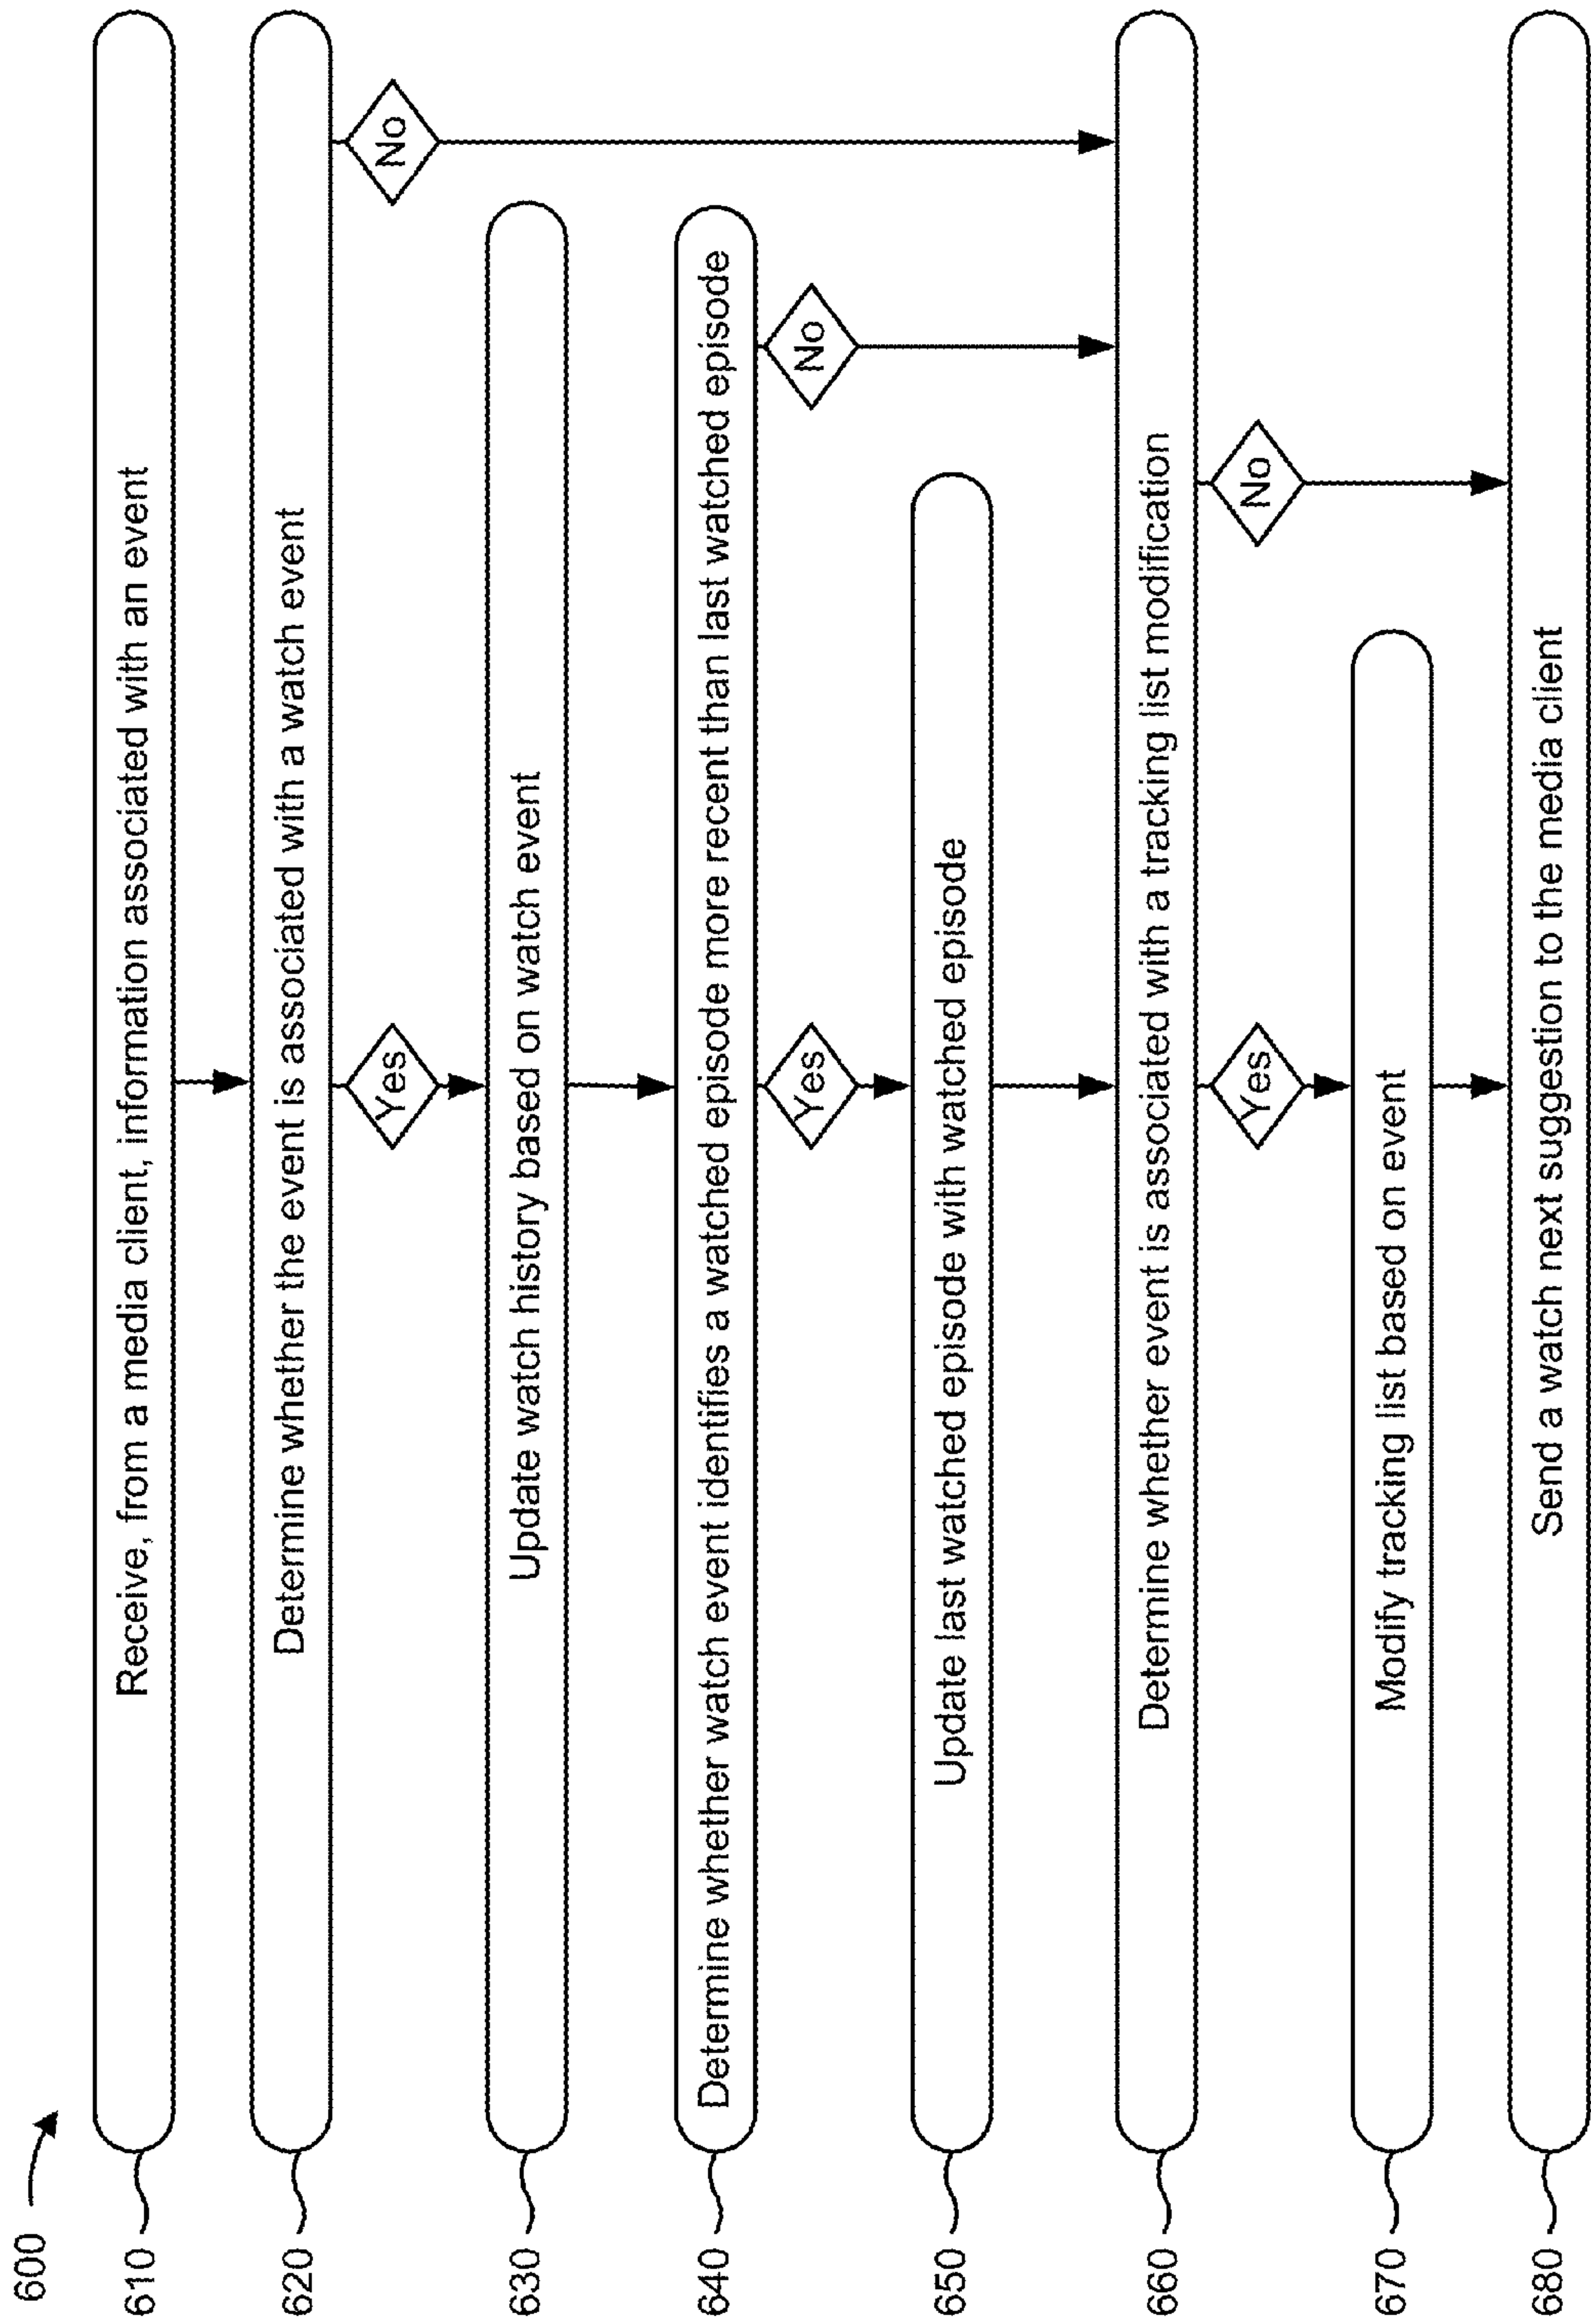 600
610
Receive, from a media client, information associated with an event
620
Determine whether the event is associated with a watch event
Yes
No
630
Update watch history based on watch event
640
Determine whether watch event identifies a watched episode more recent than last watched episode
Yes
No
650
Update last watched episode with watched episode
660
Determine whether event is associated with a tracking list modification
Yes
No
670
Modify tracking list based on event
680
Send a watch next suggestion to the media client